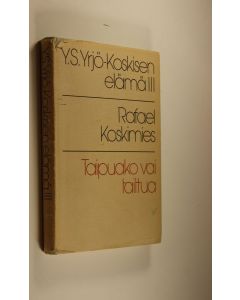 Y.S. Yrjö-Koskisen
elämä III
Rafael
Koskimies
Taipuako vai
taittua